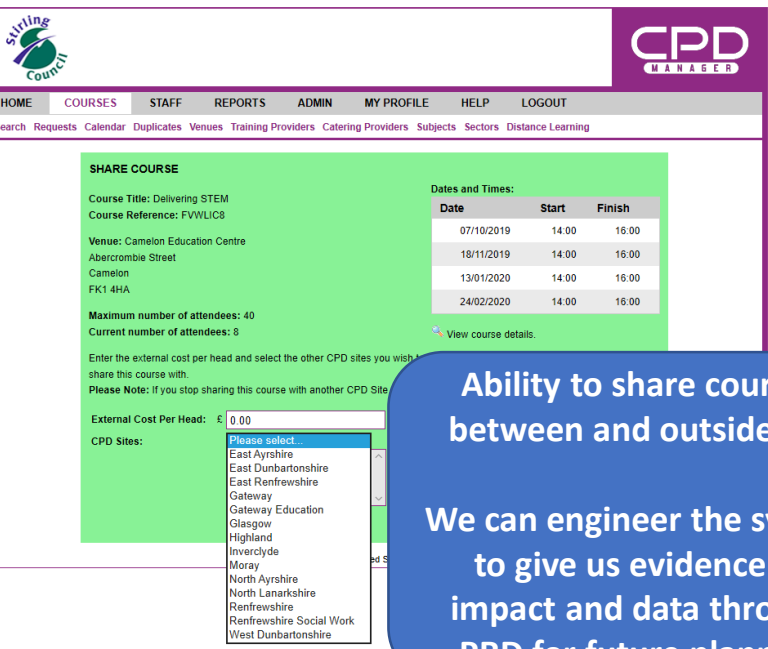 Stirling
Council
CPD
MANAGER
HOME COURSES STAFF REPORTS ADMIN MY PROFILE HELP LOGOUT
earch Requests Calendar Duplicates Venues Training Providers Catering Providers Subjects Sectors Distance Learning
SHARE COURSE
Course Title: Delivering STEM
Course Reference: FVWLIC8
Venue: Camelon Education Centre
Abercrombie Street
Camelon
FK1 4HA
Maximum number of attendees: 40
Current number of attendees: 8
Dates and Times:
Date Start Finish
07/10/2019 14:00 16:00
18/11/2019 14:00 16:00
13/01/2020 14:00 16:00
24/02/2020 14:00 16:00
View course details.
Enter the external cost per head and select the other CPD sites you wish t
share this course with.
Please Note: If you stop sharing this course with another CPD Site
External Cost Per Head: £ 0.00
CPD Sites:
Please select...
East Ayrshire
East Dunbartonshire
East Renfrewshire
Gateway
Gateway Education
Glasgow
Highland
Inverclyde
Moray
North Ayrshire
North Lanarkshire
Renfrewshire
Renfrewshire Social Work
West Dunbartonshire
ed S
Ability to share cour
between and outside
We can engineer the sy
to give us evidence
impact and data thro
PRD for future plann